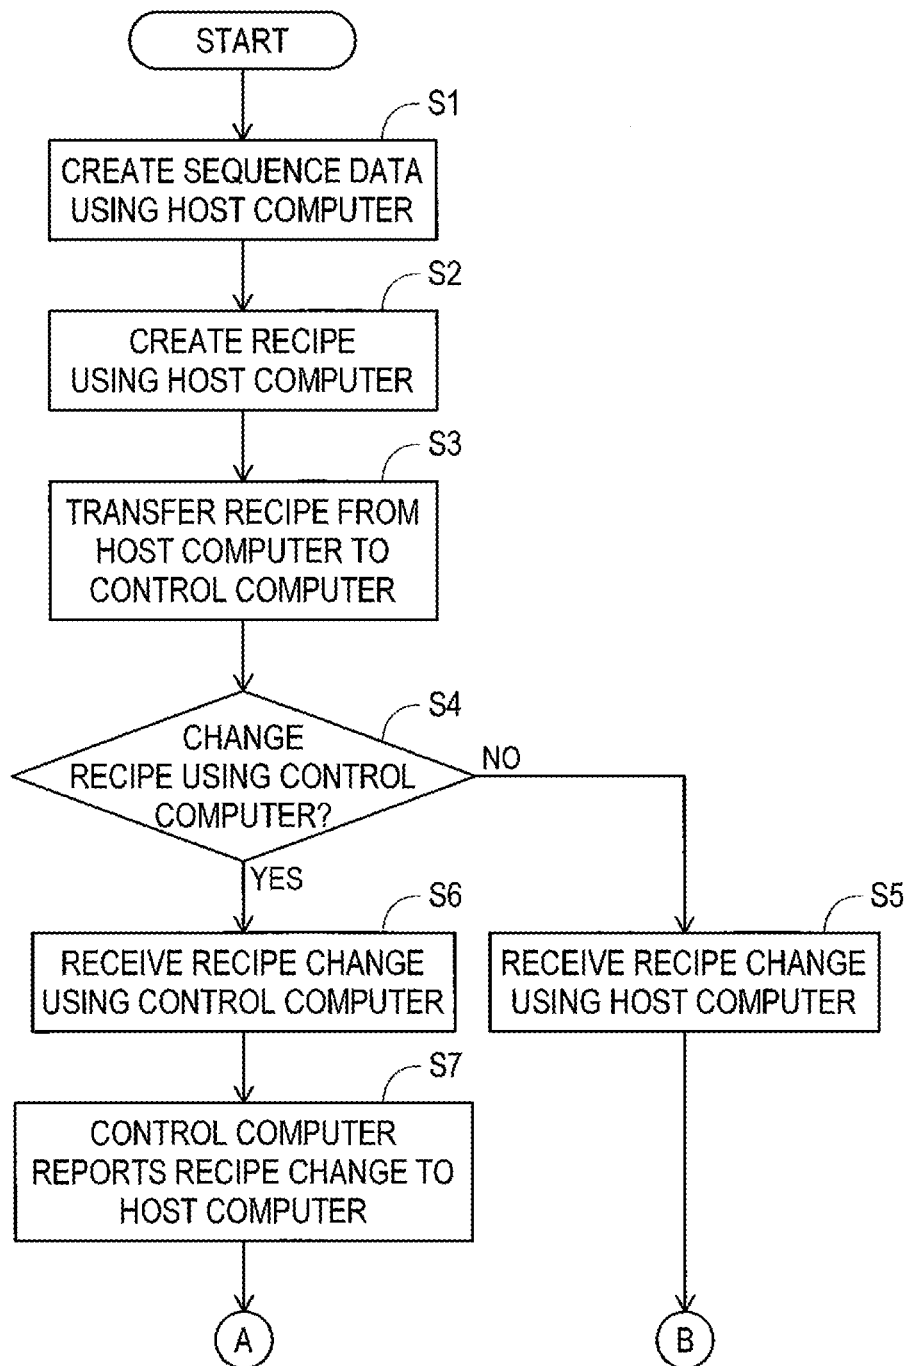 START
S1
CREATE SEQUENCE DATA
USING HOST COMPUTER
S2
CREATE RECIPE
USING HOST COMPUTER
S3
TRANSFER RECIPE FROM
HOST COMPUTER TO
CONTROL COMPUTER
S4
CHANGE
RECIPE USING CONTROL
COMPUTER?
NO
YES
S6
RECEIVE RECIPE CHANGE
USING CONTROL COMPUTER
S5
RECEIVE RECIPE CHANGE
USING HOST COMPUTER
S7
CONTROL COMPUTER
REPORTS RECIPE CHANGE TO
HOST COMPUTER
A
B